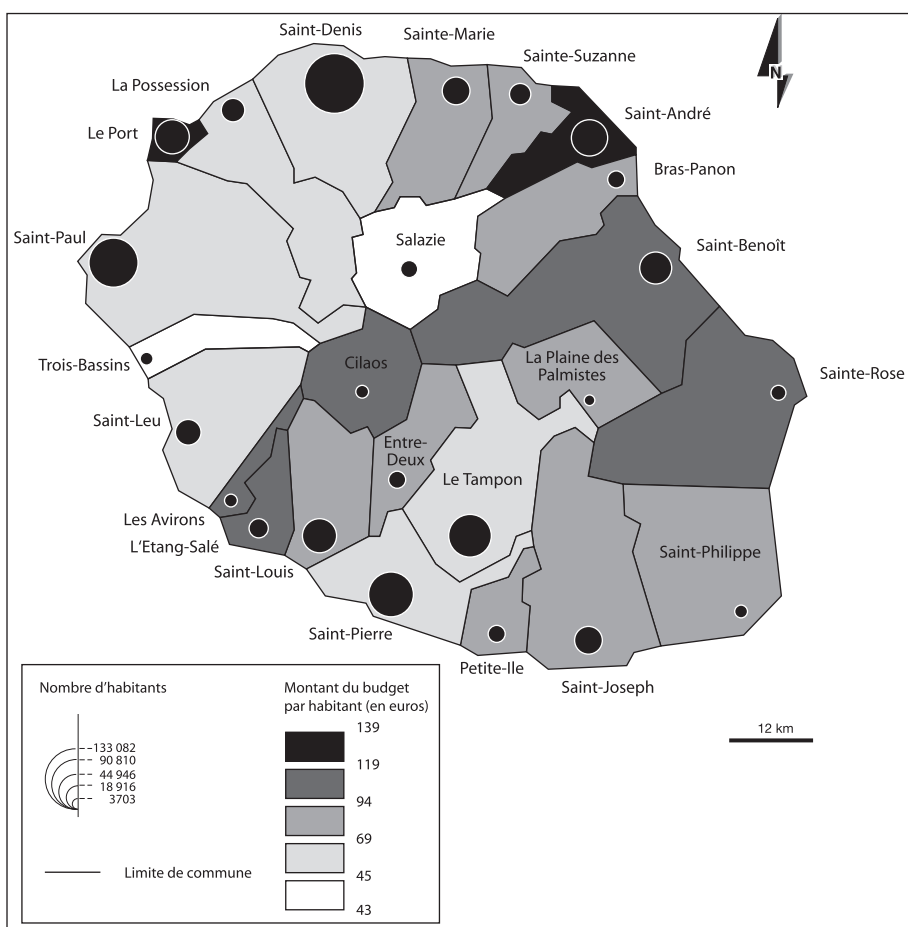 Saint-Denis
Sainte-Marie
Sainte-Suzanne
La Possession
Saint-André
Le Port
Bras-Panon
Saint-Paul
Salazie
Saint-Benoît
Trois-Bassins
Cilaos
La Plaine des
Palmistes
Sainte-Rose
Saint-Leu
Entre-
Deux
Le Tampon
Les Avirons
L'Etang-Salé
Saint-Louis
Saint-Philippe
Saint-Pierre
Petite-Ile
Saint-Joseph
N
12 km
Nombre d'habitants
133 082
90 810
44 946
18 916
3703
Limite de commune
Montant du budget
par habitant (en euros)
139
119
94
69
45
43